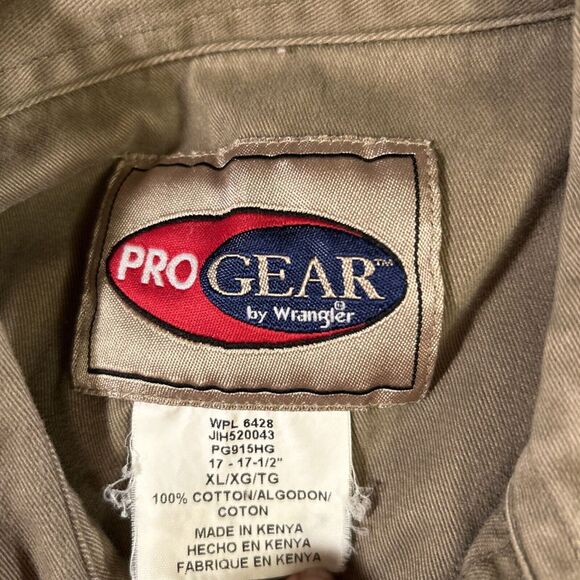 PRO GEAR™
by Wrangler®
WPL 6428
JIH520043
PG915HG
17 - 17-1/2"
XL/XG/TG
100% COTTON/ALGODON/
COTON
MADE IN KENYA
HECHO EN KENYA
FABRIQUE EN KENYA